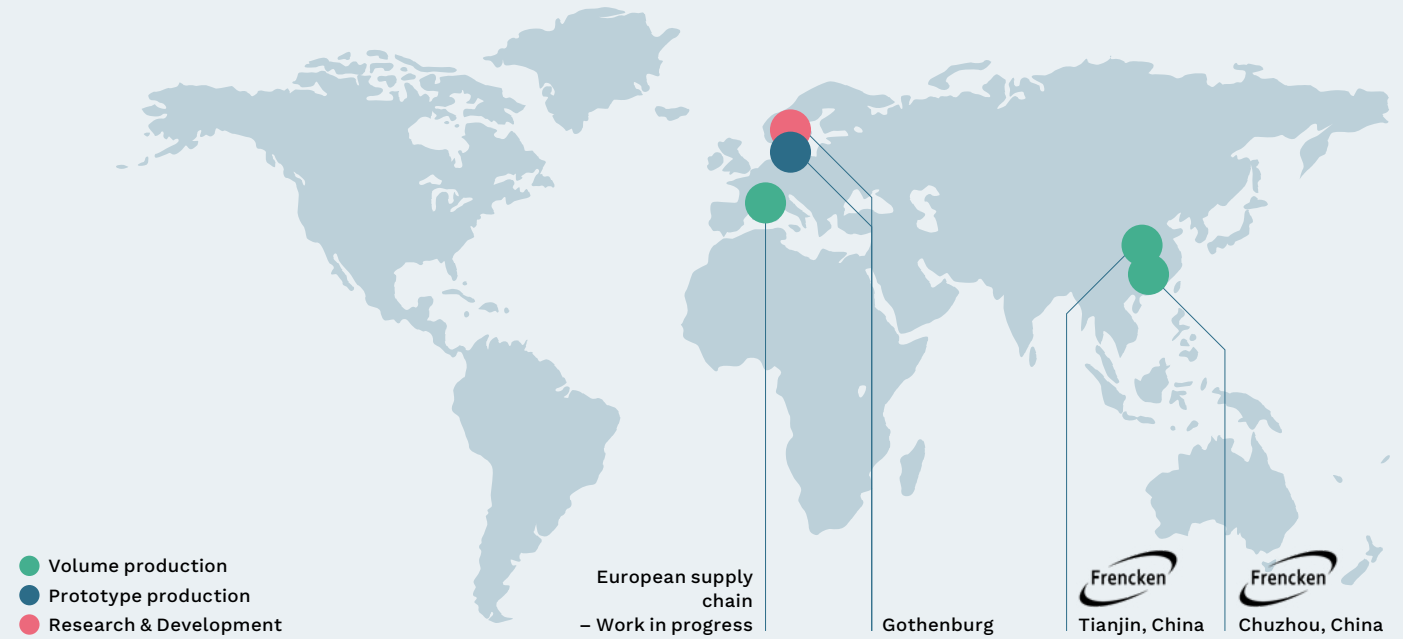 Volume production
Prototype production
Research & Development
European supply
chain
– Work in progress
Gothenburg
Frencken
Tianjin, China
Frencken
Chuzhou, China